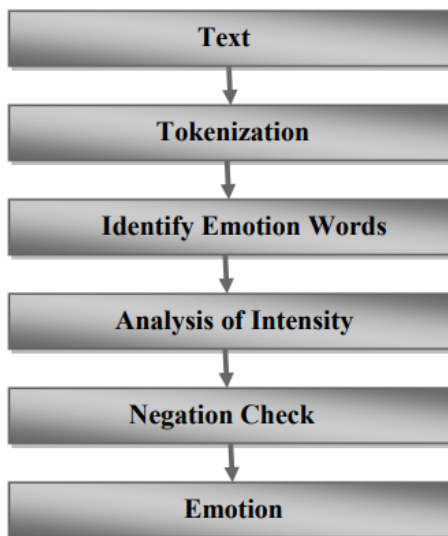 Text
Tokenization
Identify Emotion Words
Analysis of Intensity
Negation Check
Emotion